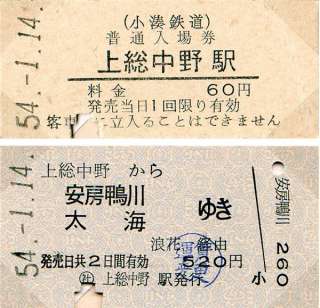 54.-1.14.
(小湊鉄道)
普通入場券
上総中野駅
料金 60円
発売当日1回限り有効
客車内に立入ることはできません
54.-1.14.
上総中野 から
安房鴨川
太海
ゆき
浪花 経由
発売日共2日間有効 520円
社 上総中野 駅発行
安房鴨川 260
小